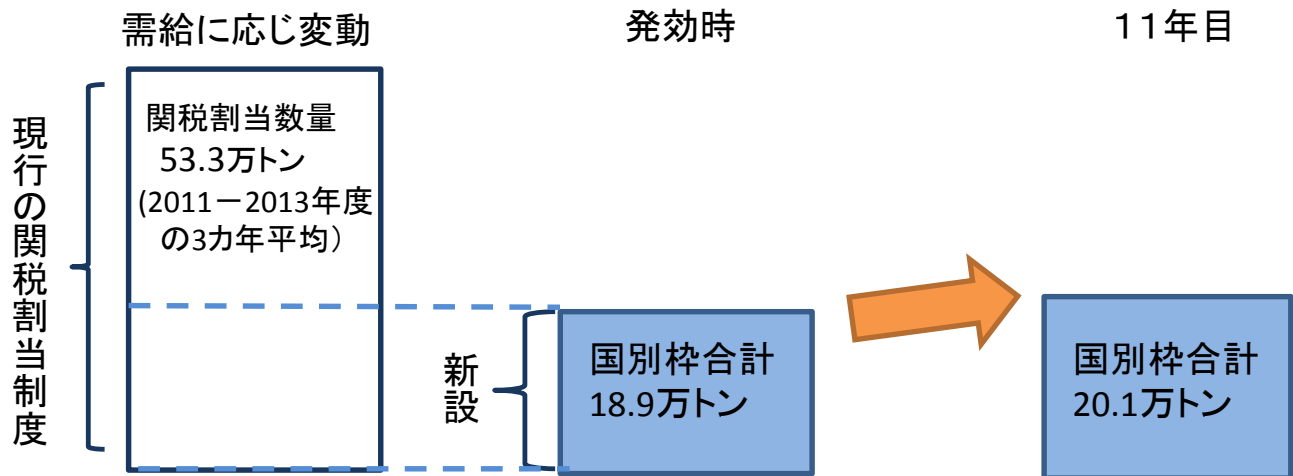 需給に応じ変動
発効時
11年目
現行の関税割当制度
関税割当数量
53.3万トン
(2011－2013年度
の3カ年平均）
新設
国別枠合計
18.9万トン
国別枠合計
20.1万トン